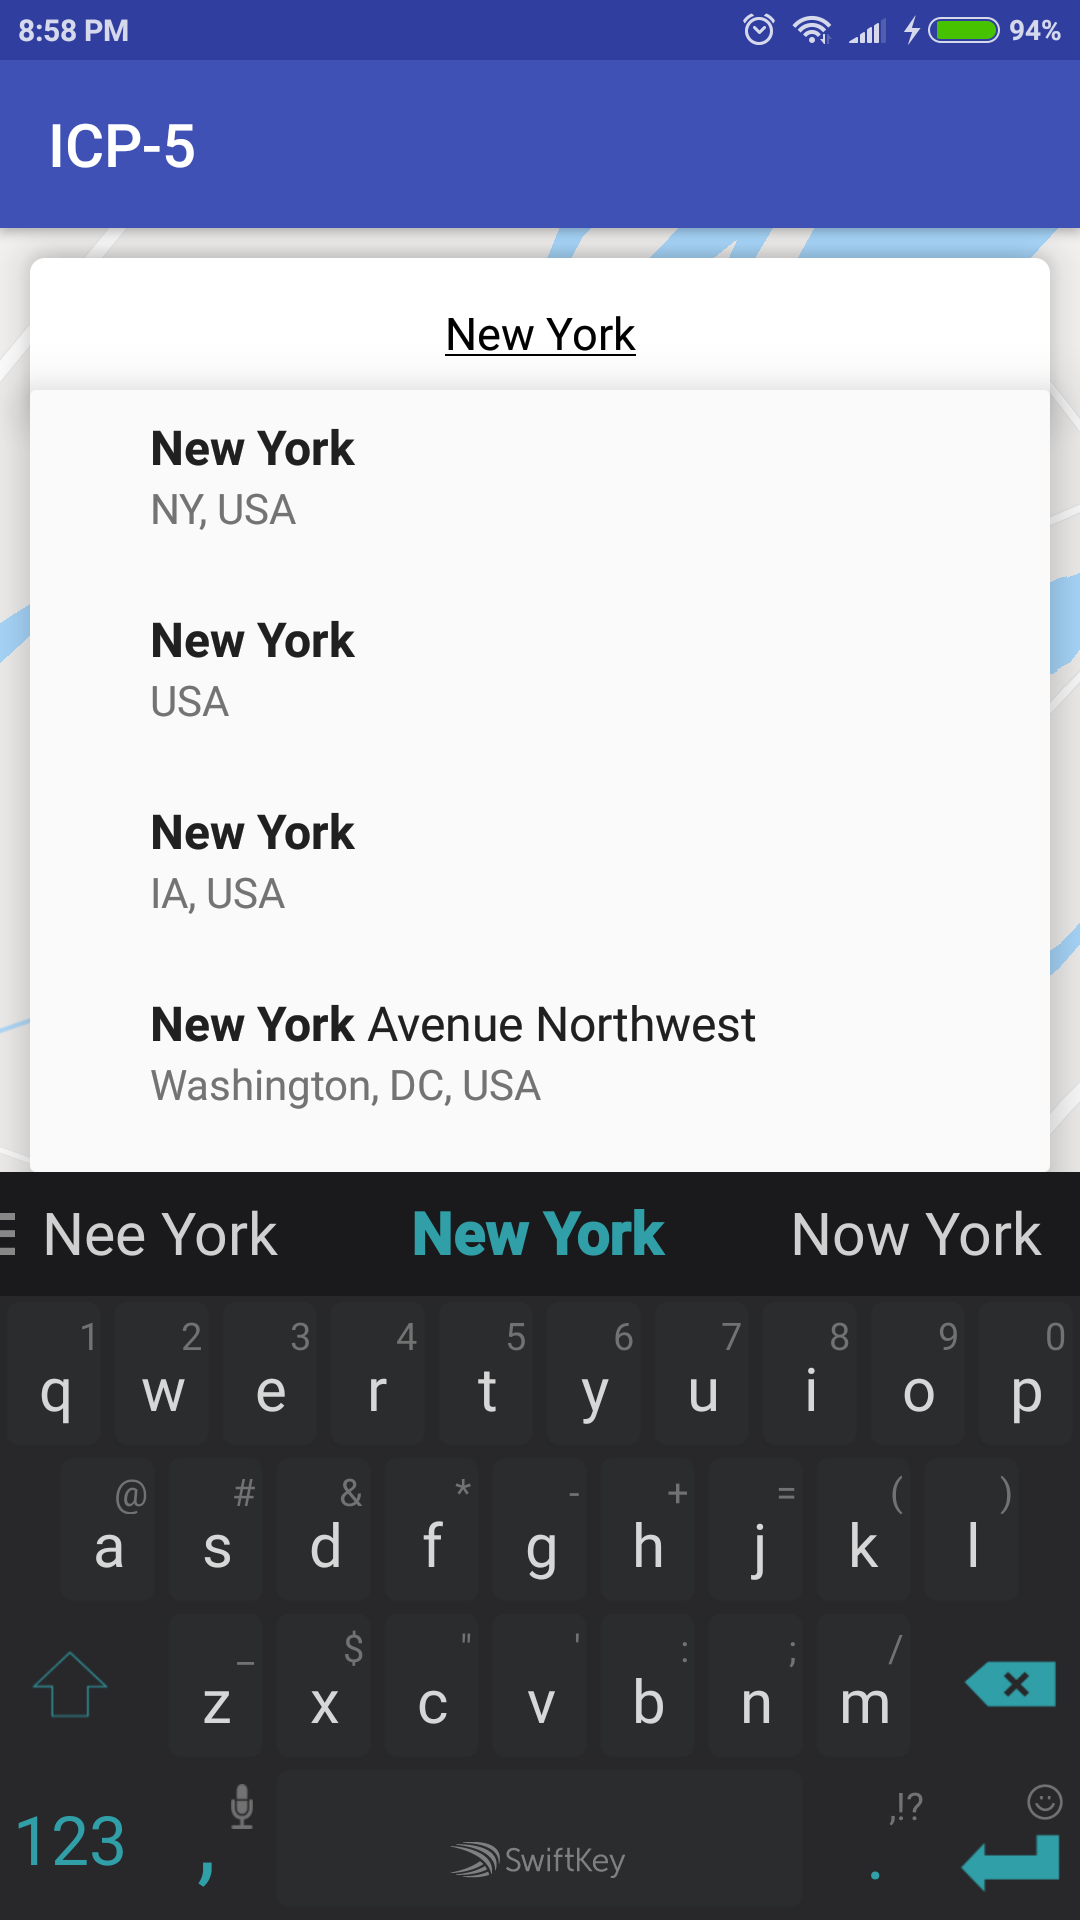 8:58 PM 94%
ICP-5
New York
New York
NY, USA
New York
USA
New York
IA, USA
New York Avenue Northwest
Washington, DC, USA
Nee York New York Now York
1 2 3 4 5 6 7 8 9 0
q w e r t y u i o p
@ # & * - + = ( )
a s d f g h j k l
_ $ " ' : ; /
z x c v b n m
,!?
123 , SwiftKey .